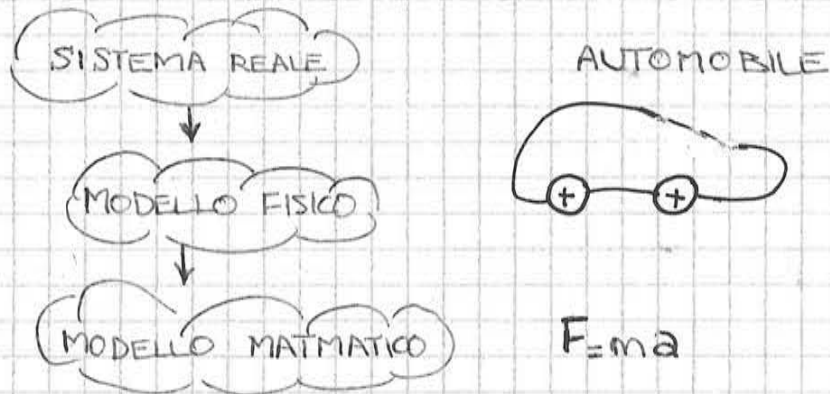 SISTEMA REALE
AUTOMOBILE
MODELLO FISICO
MODELLO MATMATICO
F=ma